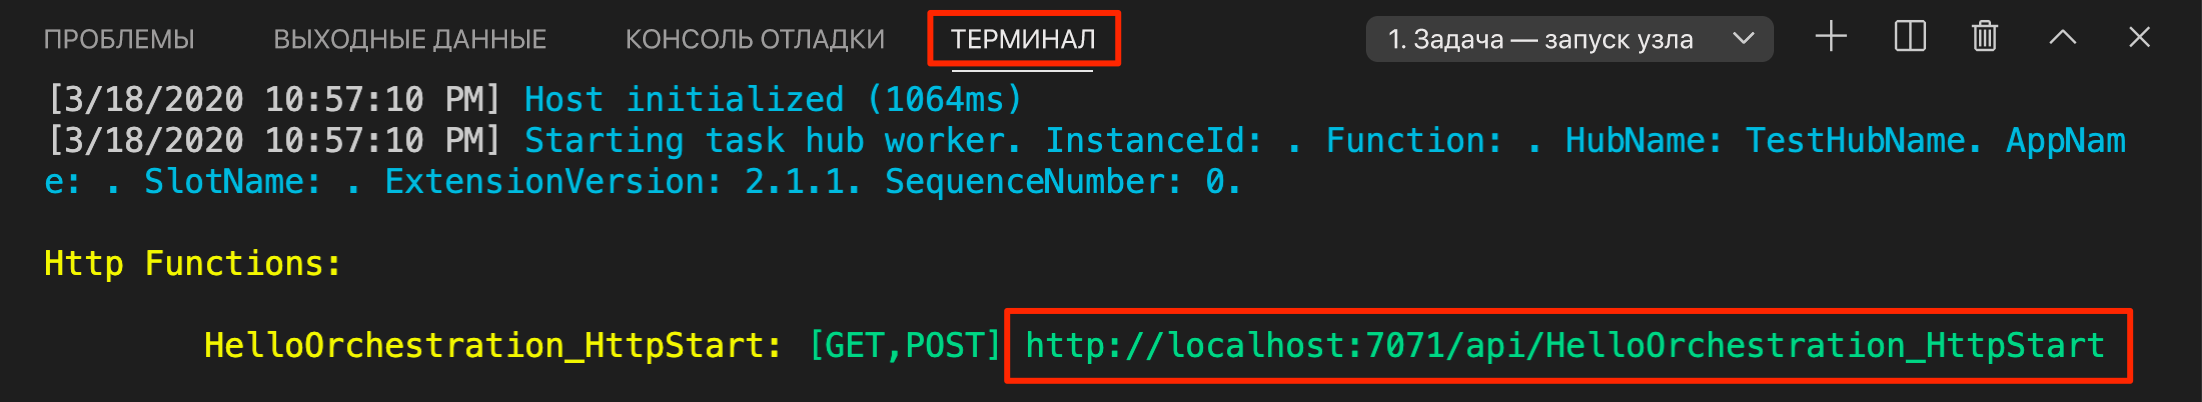 ПРОБЛЕМЫ ВЫХОДНЫЕ ДАННЫЕ КОНСОЛЬ ОТЛАДКИ ТЕРМИНАЛ 1. Задача — запуск узла
[3/18/2020 10:57:10 PM] Host initialized (1064ms)
[3/18/2020 10:57:10 PM] Starting task hub worker. InstanceId: . Function: . HubName: TestHubName. AppNam
e: . SlotName: . ExtensionVersion: 2.1.1. SequenceNumber: 0.
Http Functions:
HelloOrchestration_HttpStart: [GET,POST] http://localhost:7071/api/HelloOrchestration_HttpStart